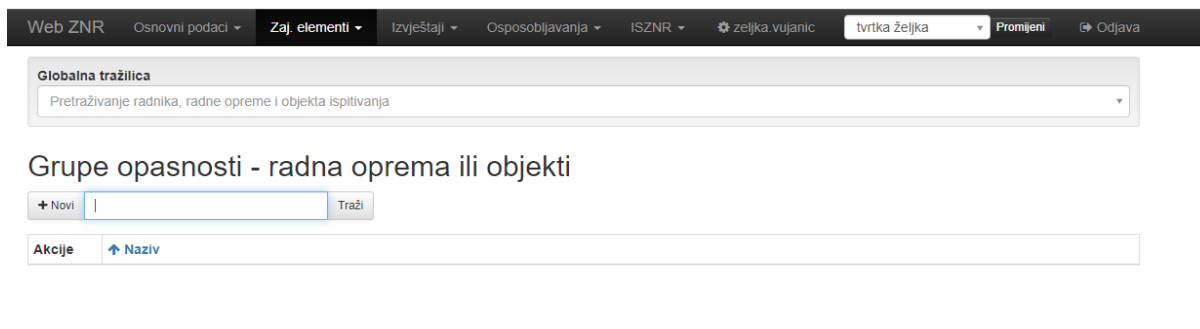 Web ZNR Osnovni podaci Zaj. elementi Izvještaji Osposobljavanja ISZNR zeljka.vujanic tvrtka željka Promijeni Odjava
Globalna tražilica
Pretraživanje radnika, radne opreme i objekta ispitivanja
Grupe opasnosti - radna oprema ili objekti
Novi Traži
Akcije Naziv